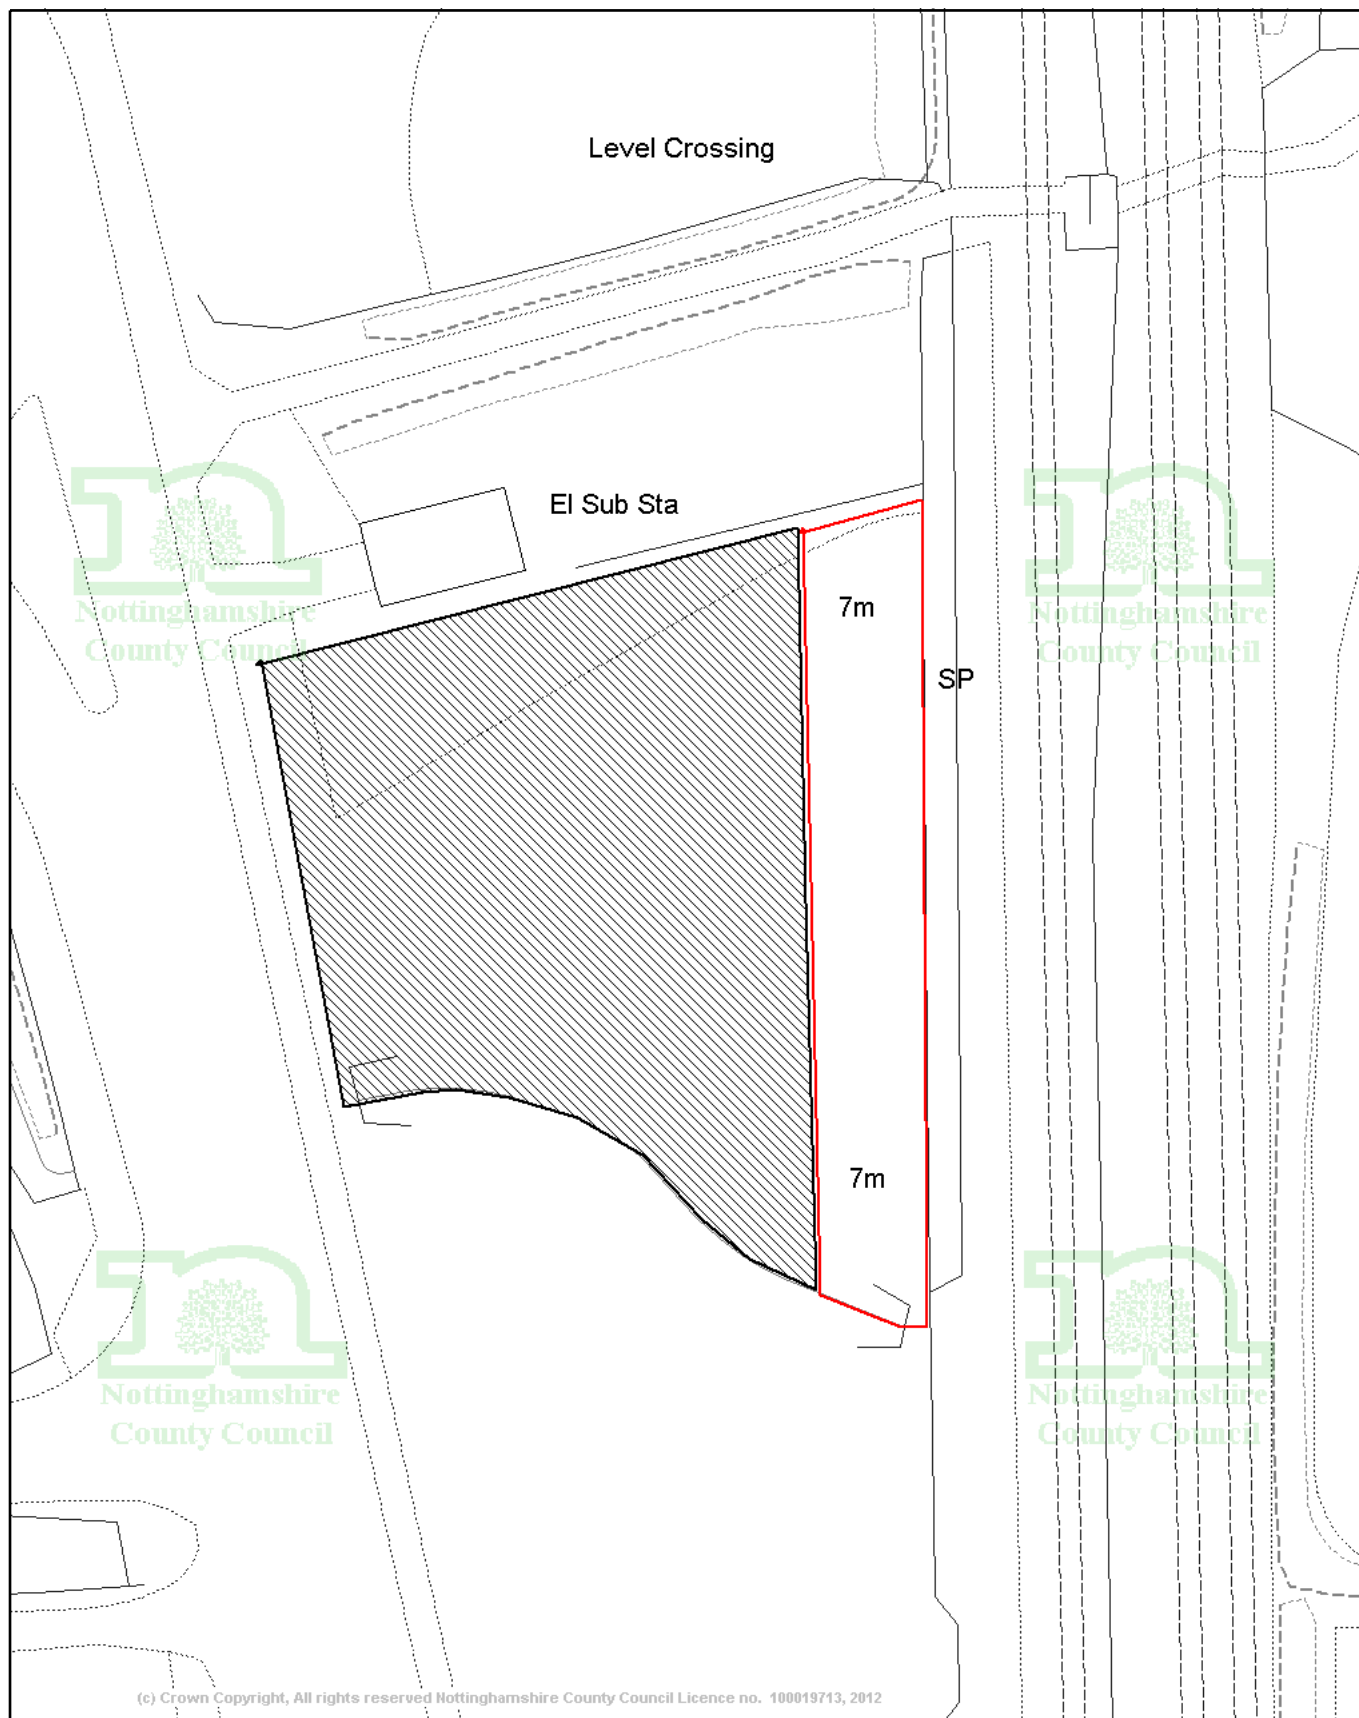 Level Crossing
El Sub Sta
Nottinghamshire
County Council
Nottinghamshire
County Council
7m
SP
7m
Nottinghamshire
County Council
Nottinghamshire
County Council
(c) Crown Copyright, All rights reserved Nottinghamshire County Council Licence no. 100019713, 2012